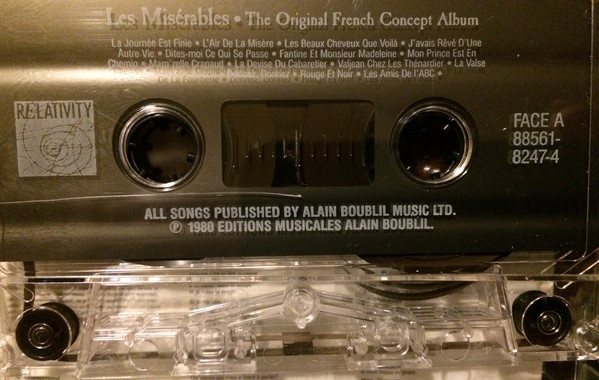 Les Misérables • The Original French Concept Album
La Journée Est Finie • L'Air De La Misère • Les Beaux Cheveux Que Voilà • J'avais Rêvé D'Une
Autre Vie • Dites-moi Ce Qui Se Passe • Fantine Et Monsieur Madeleine • Mon Prince Est En
Chemin • Mam'zelle Crapaud • La Devise Du Cabaretier • Valjean Chez Les Thénardier • La Valse
Donnez, Donnez • Rouge Et Noir • Les Amis De l'ABC •
RELATIVITY
FACE A
88561-
8247-4
ALL SONGS PUBLISHED BY ALAIN BOUBLIL MUSIC LTD.
℗ 1980 EDITIONS MUSICALES ALAIN BOUBLIL.